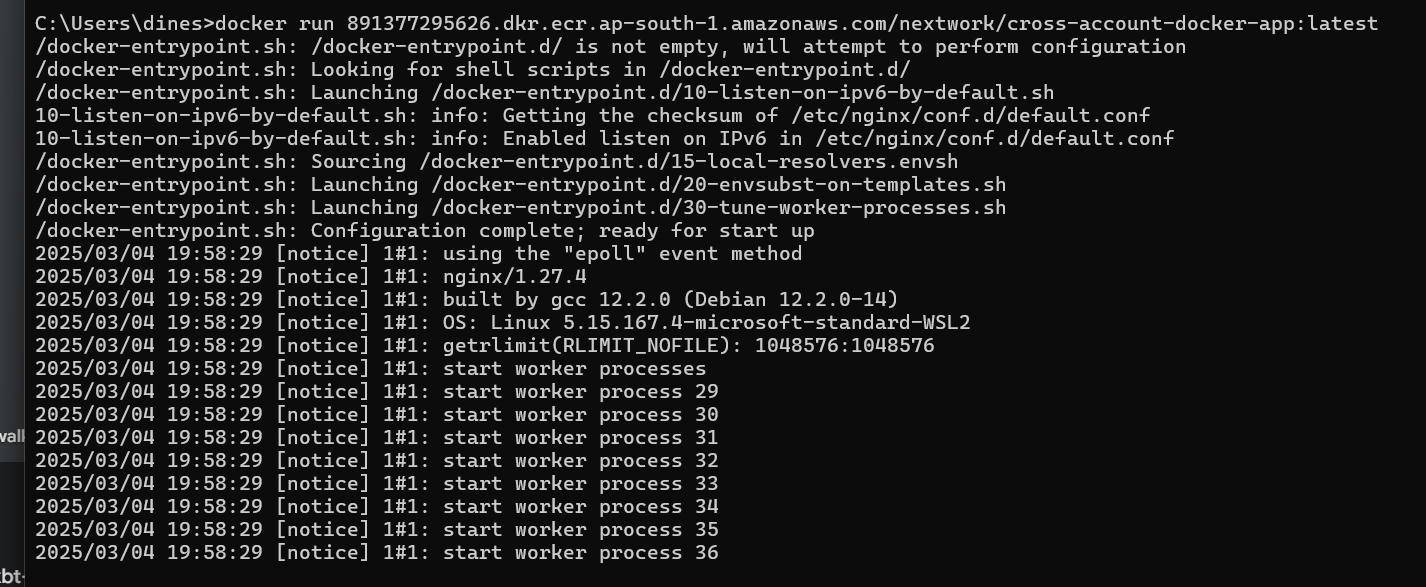 C:\Users\dines>docker run 891377295626.dkr.ecr.ap-south-1.amazonaws.com/nextwork/cross-account-docker-app:latest
/docker-entrypoint.sh: /docker-entrypoint.d/ is not empty, will attempt to perform configuration
/docker-entrypoint.sh: Looking for shell scripts in /docker-entrypoint.d/
/docker-entrypoint.sh: Launching /docker-entrypoint.d/10-listen-on-ipv6-by-default.sh
10-listen-on-ipv6-by-default.sh: info: Getting the checksum of /etc/nginx/conf.d/default.conf
10-listen-on-ipv6-by-default.sh: info: Enabled listen on IPv6 in /etc/nginx/conf.d/default.conf
/docker-entrypoint.sh: Sourcing /docker-entrypoint.d/15-local-resolvers.envsh
/docker-entrypoint.sh: Launching /docker-entrypoint.d/20-envsubst-on-templates.sh
/docker-entrypoint.sh: Launching /docker-entrypoint.d/30-tune-worker-processes.sh
/docker-entrypoint.sh: Configuration complete; ready for start up
2025/03/04 19:58:29 [notice] 1#1: using the "epoll" event method
2025/03/04 19:58:29 [notice] 1#1: nginx/1.27.4
2025/03/04 19:58:29 [notice] 1#1: built by gcc 12.2.0 (Debian 12.2.0-14)
2025/03/04 19:58:29 [notice] 1#1: OS: Linux 5.15.167.4-microsoft-standard-WSL2
2025/03/04 19:58:29 [notice] 1#1: getrlimit(RLIMIT_NOFILE): 1048576:1048576
2025/03/04 19:58:29 [notice] 1#1: start worker processes
2025/03/04 19:58:29 [notice] 1#1: start worker process 29
2025/03/04 19:58:29 [notice] 1#1: start worker process 30
2025/03/04 19:58:29 [notice] 1#1: start worker process 31
2025/03/04 19:58:29 [notice] 1#1: start worker process 32
2025/03/04 19:58:29 [notice] 1#1: start worker process 33
2025/03/04 19:58:29 [notice] 1#1: start worker process 34
2025/03/04 19:58:29 [notice] 1#1: start worker process 35
2025/03/04 19:58:29 [notice] 1#1: start worker process 36